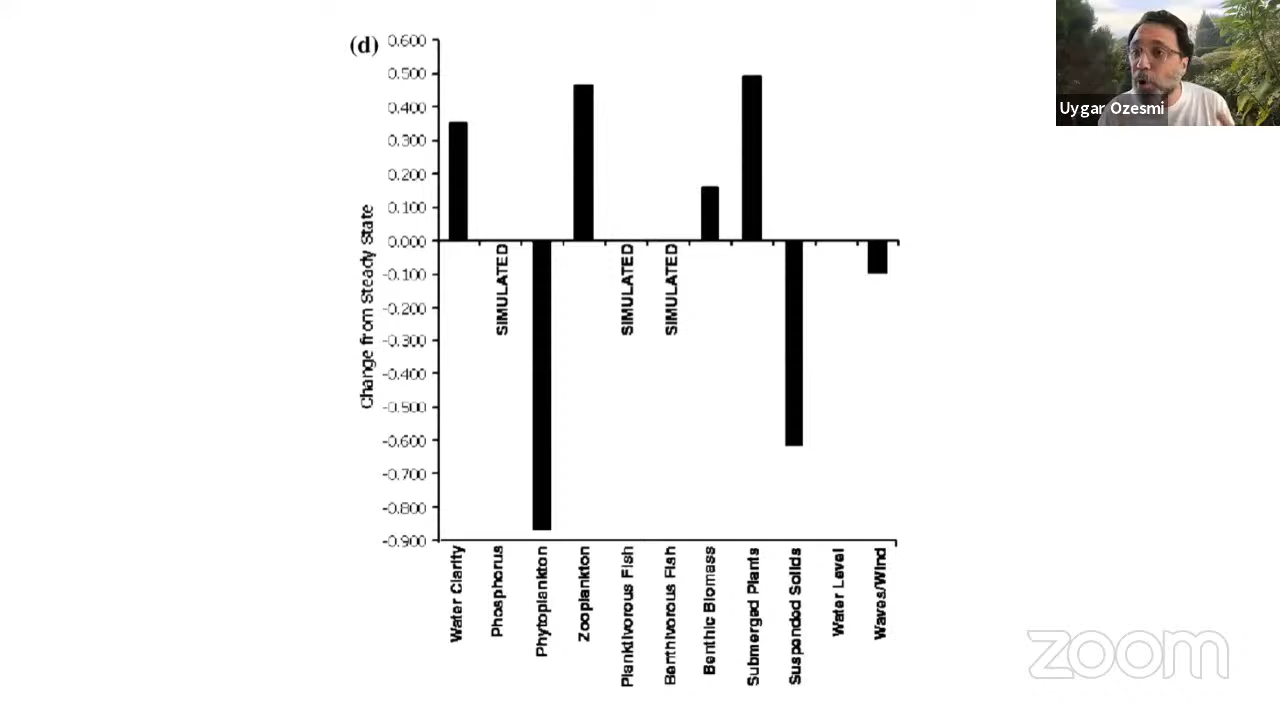 (d)
0.600
0.500
0.400
0.300
0.200
0.100
0.000
-0.100
-0.200
-0.300
-0.400
-0.500
-0.600
-0.700
-0.800
-0.900
Change from steady state
SIMULATED
SIMULATED
SIMULATED
Water Clarity
Phosphorus
Phytoplankton
Zooplankton
Planktivorous Fish
Benthivorous Fish
Benthic Biomass
Submerged Plants
Suspended Solids
Water Level
Waves/Wind
Uygar Ozesmi
zoom